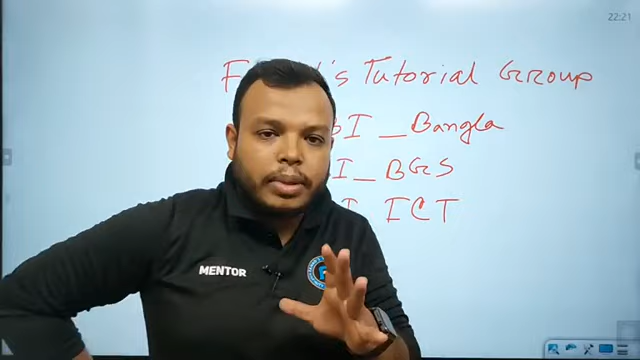 22:21
's Tutorial Group
I _ Bangla
I _ BGS
I ICT
MENTOR